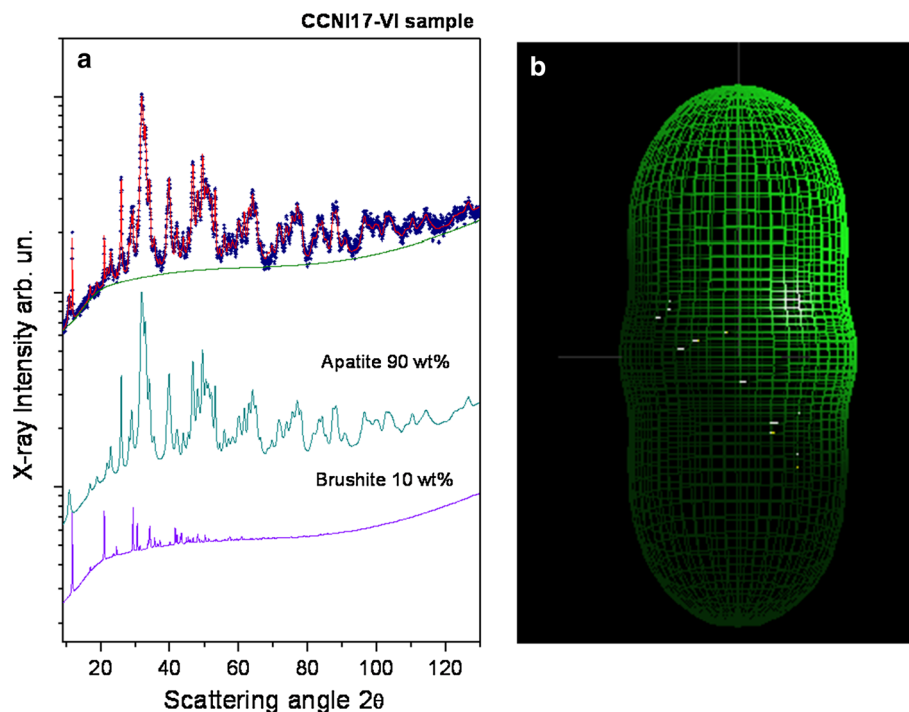 CCNI17-VI sample
a
b
X-ray Intensity arb. un.
Apatite 90 wt%
Brushite 10 wt%
20 40 60 80 100 120
Scattering angle 2θ